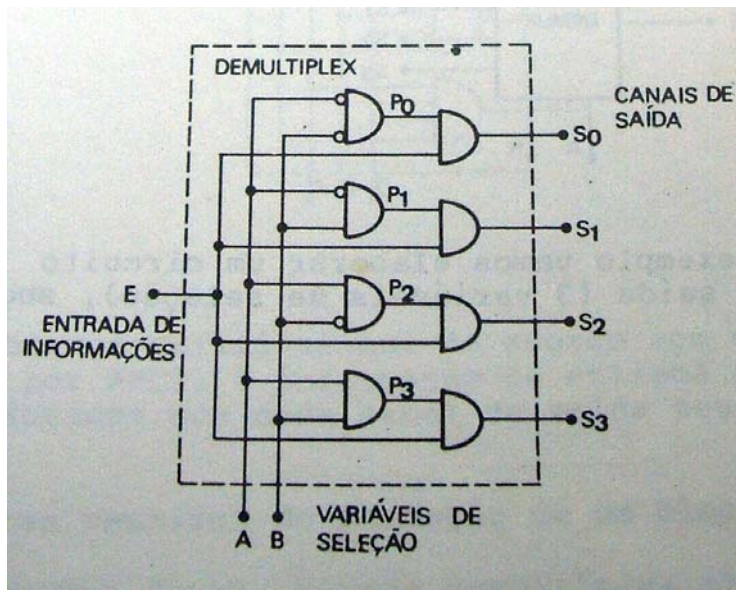 DEMULTIPLEX
P0
CANAIS DE
SAÍDA
S0
P1
S1
E
ENTRADA DE
INFORMAÇÕES
P2
S2
P3
S3
A B
VARIÁVEIS DE
SELEÇÃO